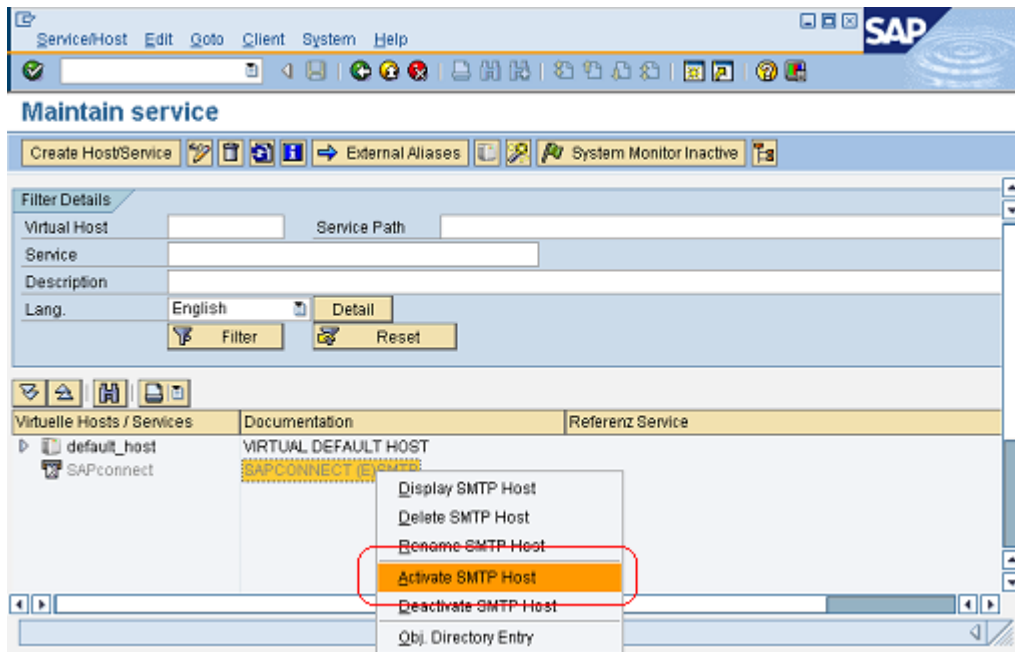 Service/Host Edit Goto Client System Help
SAP
Maintain service
Create Host/Service External Aliases System Monitor Inactive
Filter Details
Virtual Host Service Path
Service
Description
Lang. English Detail
Filter Reset
Virtuelle Hosts / Services Documentation Referenz Service
default_host VIRTUAL DEFAULT HOST
SAPconnect SAPCONNECT (E)SMTP
Display SMTP Host
Delete SMTP Host
Rename SMTP Host
Activate SMTP Host
Deactivate SMTP Host
Obj. Directory Entry